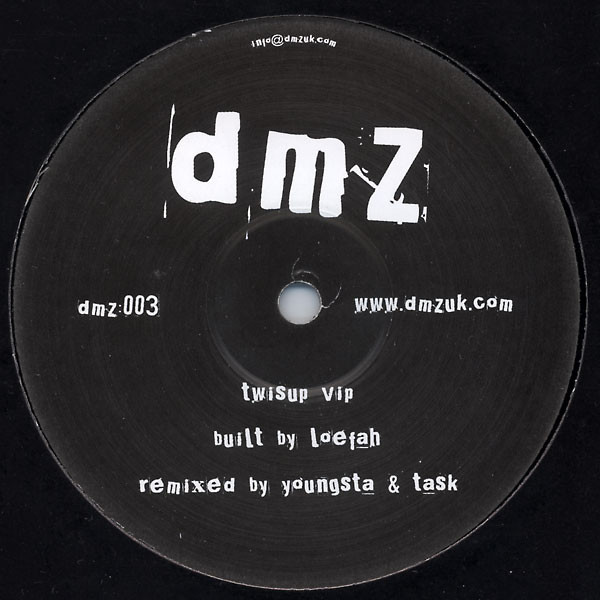 info@dmzuk.com
dmz
dmz:003
www.dmzuk.com
twisup vip
built by loefah
remixed by youngsta & task